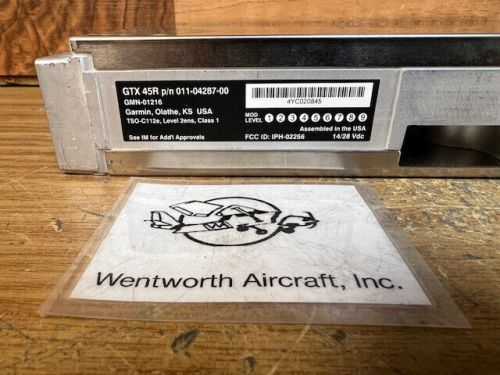 GTX 45R p/n 011-04287-00
GMN-01216
Garmin, Olathe, KS USA
TSO-C112e, Level 2ens, Class 1
See IM for Add'l Approvals
4YC020845
MOD LEVEL 1 2 3 4 5 6 7 8 9
Assembled in the USA
FCC ID: IPH-02256 14/28 Vdc
Wentworth Aircraft, Inc.